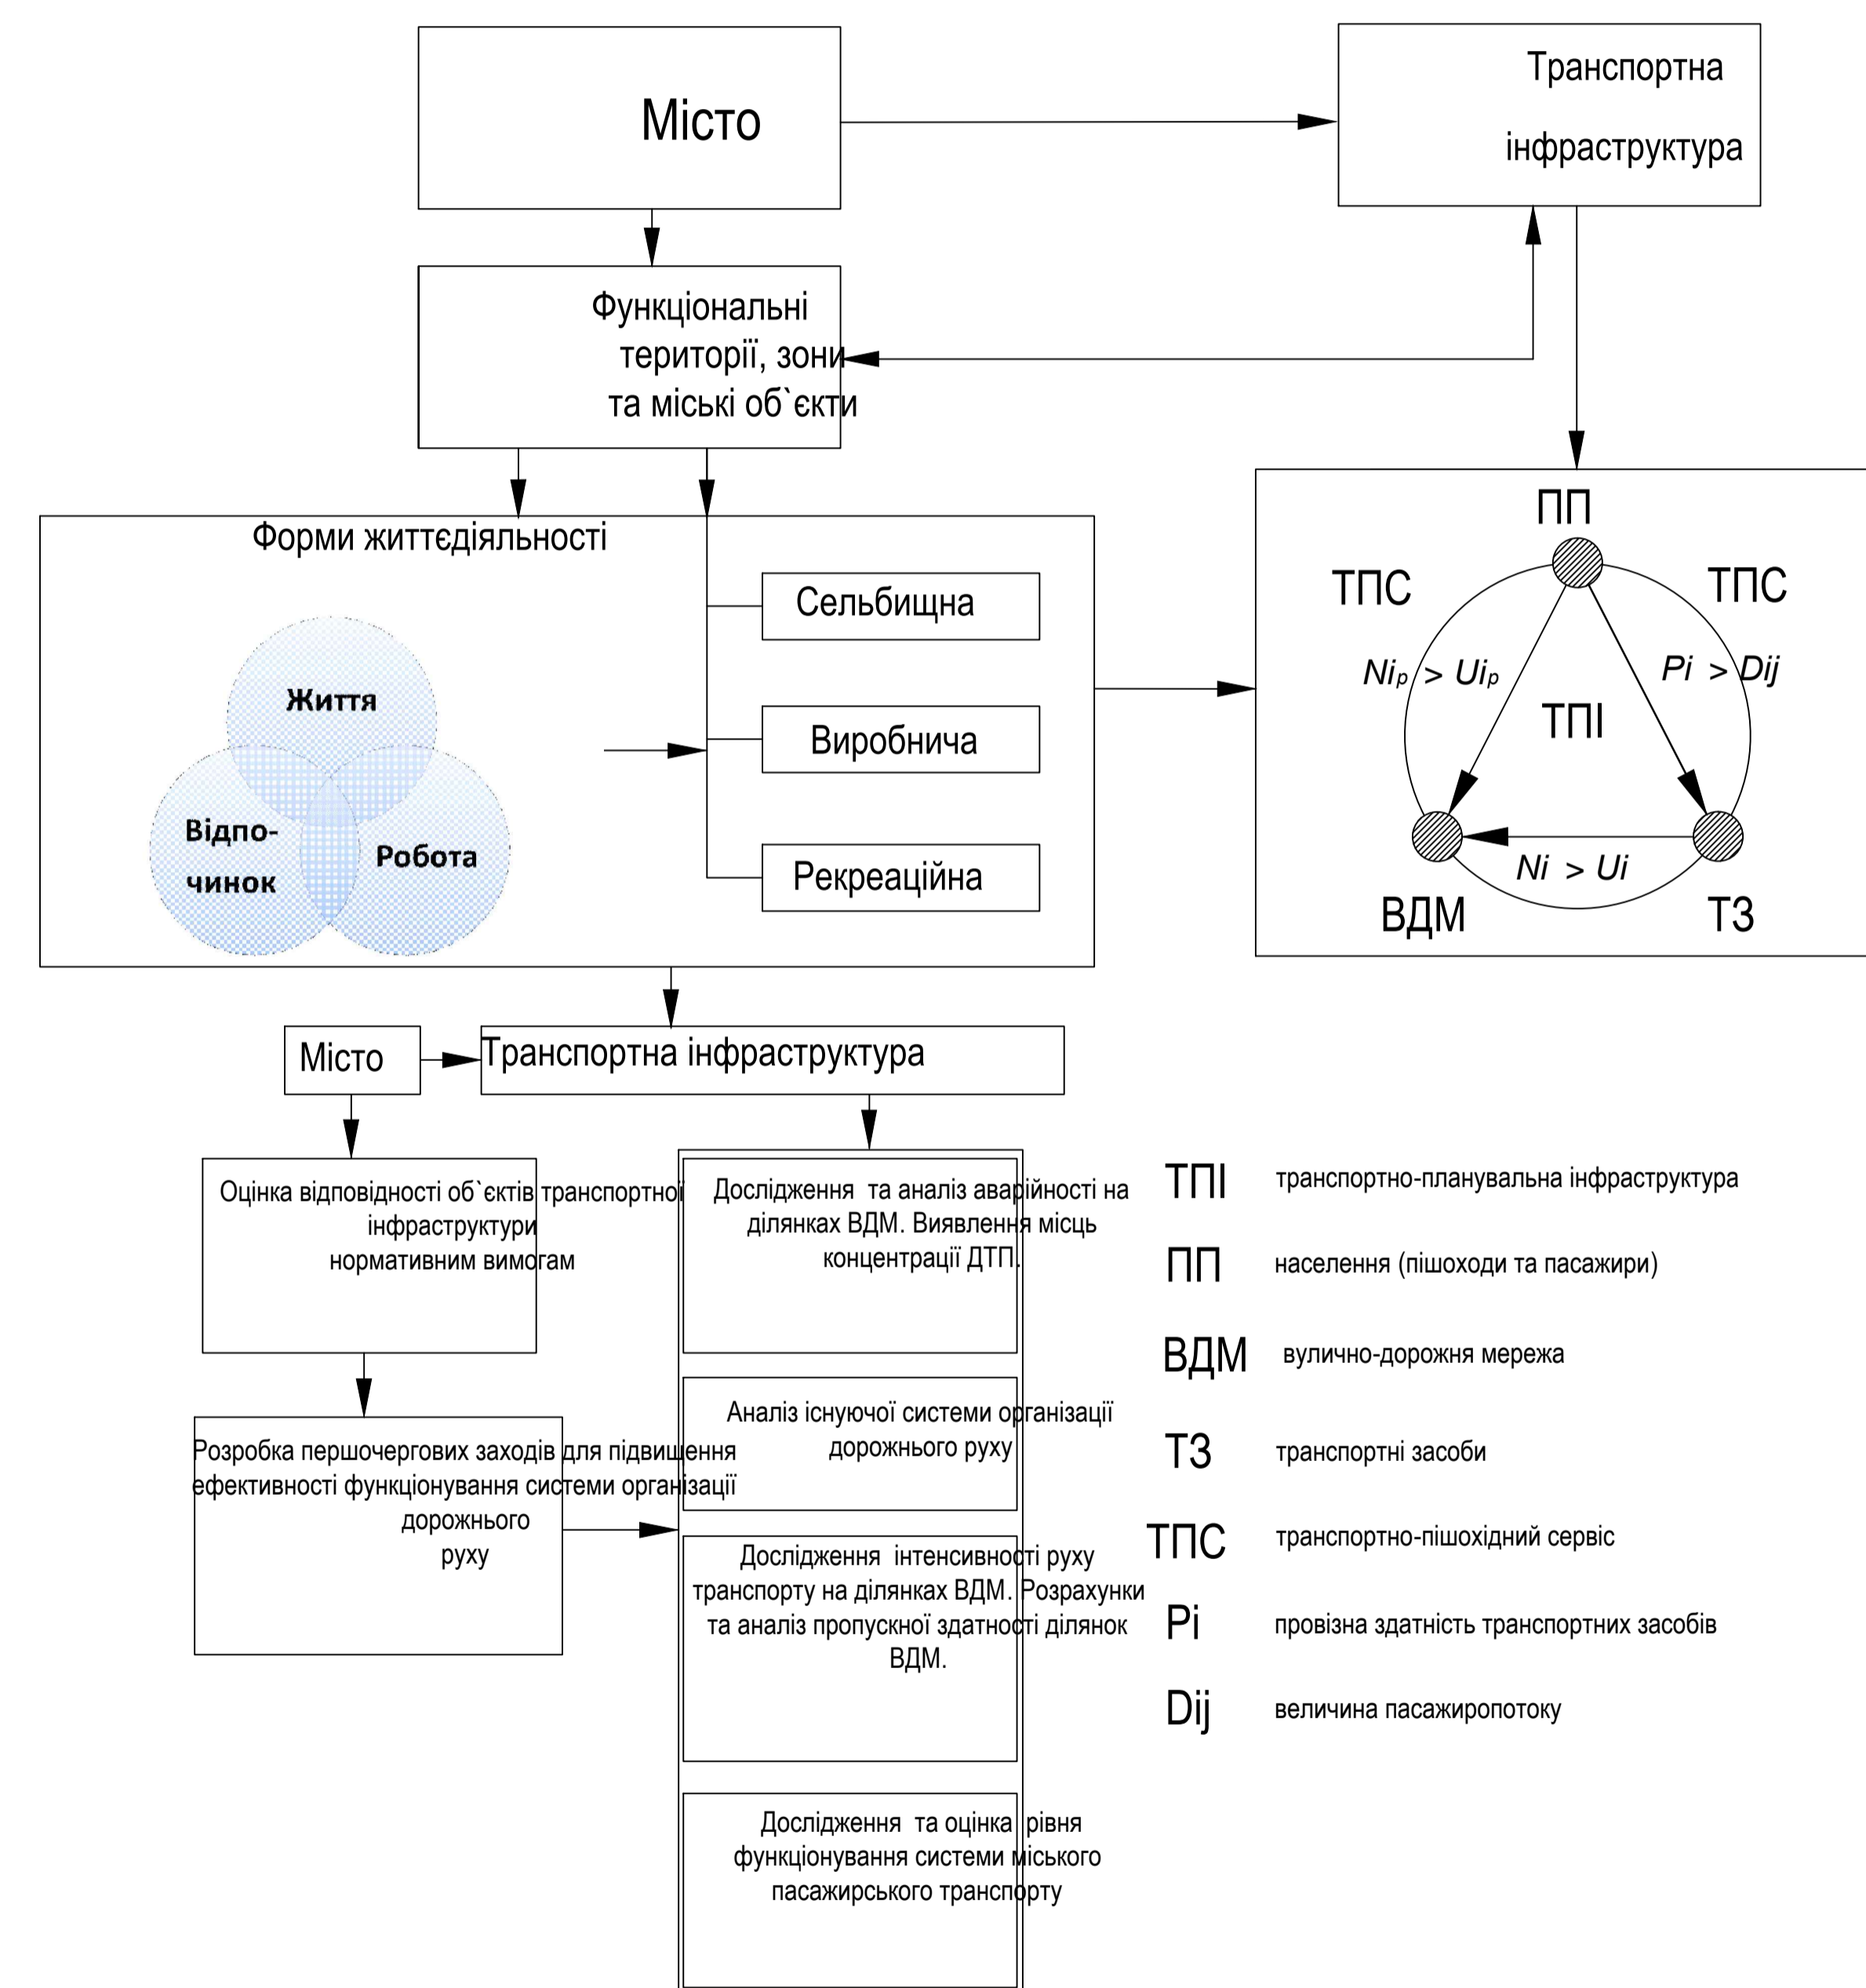 Місто
Транспортна
інфраструктура
Функціональні
території, зони
та міські об`єкти
Форми життєдіяльності
Життя
Відпо-
чинок
Робота
Сельбищна
Виробнича
Рекреаційна
ПП
ТПС
ТПС
Niр > Uiр
Pi > Dij
ТПІ
Ni > Ui
ВДМ
ТЗ
Місто
Транспортна інфраструктура
Оцінка відповідності об`єктів транспортної
інфраструктури
нормативним вимогам
Розробка першочергових заходів для підвищення
ефективності функціонування системи організації
дорожнього
руху
Дослідження та аналіз аварійності на
ділянках ВДМ. Виявлення місць
концентрації ДТП.
Аналіз існуючої системи організації
дорожнього руху
Дослідження інтенсивності руху
транспорту на ділянках ВДМ. Розрахунки
та аналіз пропускної здатності ділянок
ВДМ.
Дослідження та оцінка рівня
функціонування системи міського
пасажирського транспорту
ТПІ транспортно-планувальна інфраструктура
ПП населення (пішоходи та пасажири)
ВДМ вулично-дорожня мережа
ТЗ транспортні засоби
ТПС транспортно-пішохідний сервіс
Pi провізна здатність транспортних засобів
Dij величина пасажиропотоку